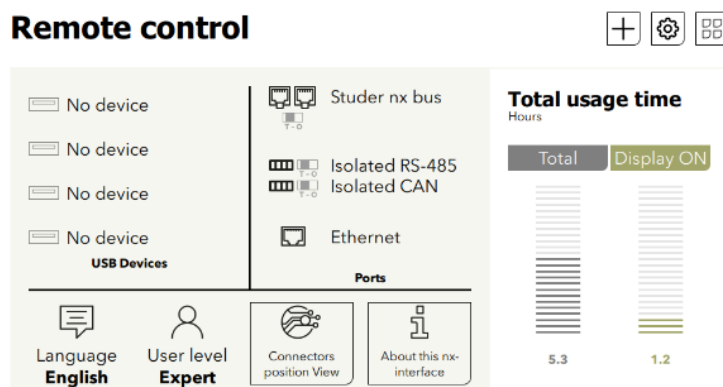 Remote control
No device
No device
No device
No device
USB Devices
Studer nx bus
T - O
Isolated RS-485
T - O
Isolated CAN
T - O
Ethernet
Ports
Language
English
User level
Expert
Connectors
position View
About this nx-
interface
Total usage time
Hours
Total
Display ON
5.3
1.2